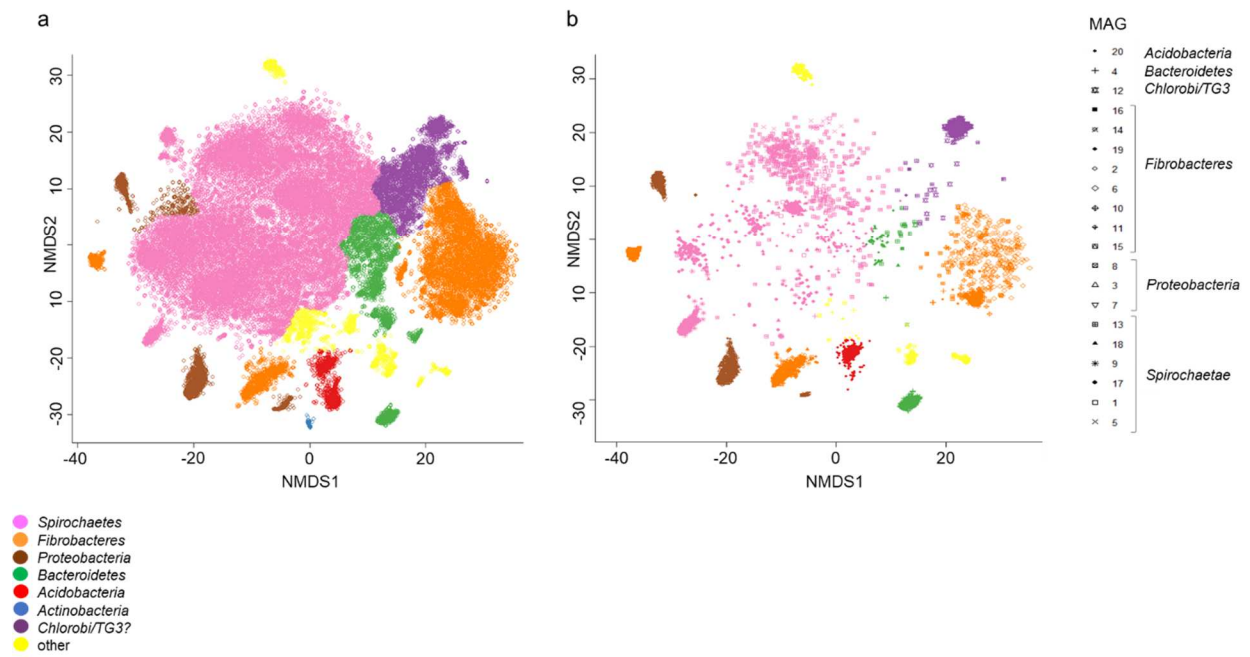 a
30
20
10
10
-20
-30
NMDS2
-40
-20
0
20
NMDS1
b
30
20
10
0
10
-20
-30
NMDS2
-40
-20
0
20
NMDS1
MAG
20 Acidobacteria
4 Bacteroidetes
12 Chlorobi/TG3
16
14
19
2
6
10
11
15
Fibrobacteres
8
3
7
Proteobacteria
13
18
9
17
1
5
Spirochaetae
Spirochaetes
Fibrobacteres
Proteobacteria
Bacteroidetes
Acidobacteria
Actinobacteria
Chlorobi/TG3?
other